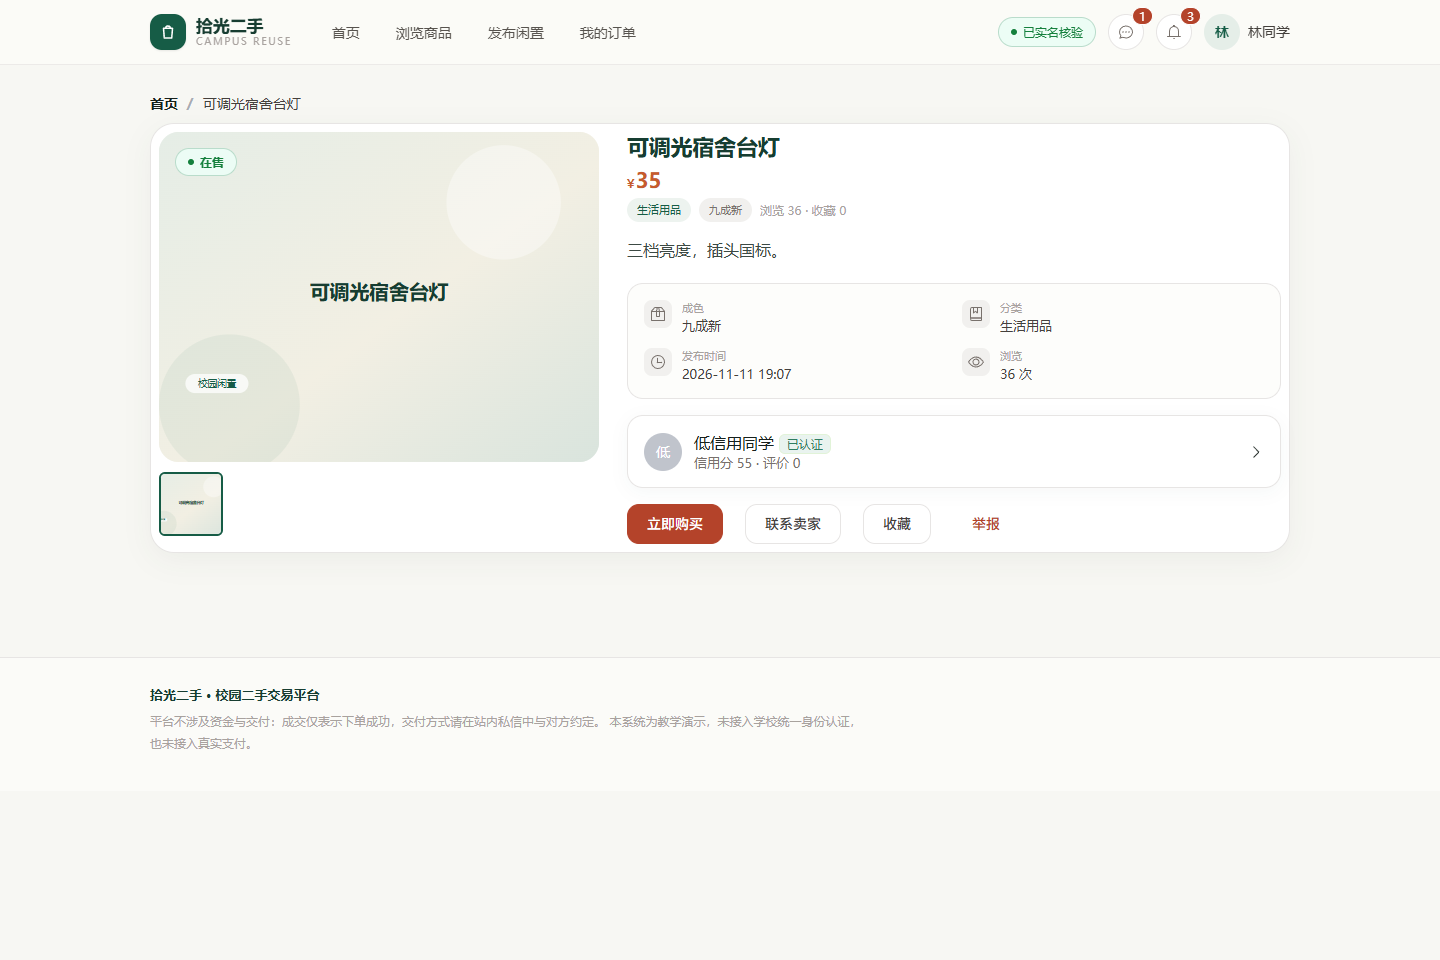 拾光二手
CAMPUS REUSE
首页
浏览商品
发布闲置
我的订单
已实名核验
1
3
林
林同学
首页 / 可调光宿舍台灯
在售
可调光宿舍台灯
校园闲置
可调光宿舍台灯
¥35
生活用品
九成新
浏览 36 · 收藏 0
三档亮度，插头国标。
成色
九成新
分类
生活用品
发布时间
2026-11-11 19:07
浏览
36 次
低
低信用同学
已认证
信用分 55 · 评价 0
立即购买
联系卖家
收藏
举报
拾光二手 • 校园二手交易平台
平台不涉及资金与交付：成交仅表示下单成功，交付方式请在站内私信中与对方约定。 本系统为教学演示，未接入学校统一身份认证，
也未接入真实支付。